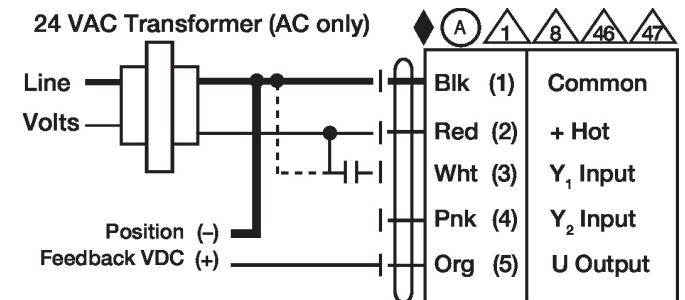 24 VAC Transformer (AC only)
A 1 8 46 47
Line
Volts
Blk (1) Common
Red (2) + Hot
Wht (3) Y1 Input
Pnk (4) Y2 Input
Position (–)
Feedback VDC (+)
Org (5) U Output